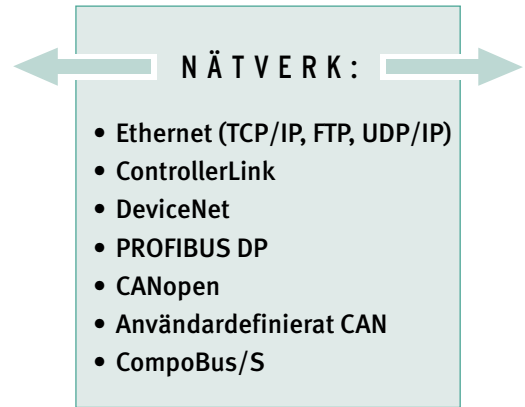 NÄTVERK:
• Ethernet (TCP/IP, FTP, UDP/IP)
• ControllerLink
• DeviceNet
• PROFIBUS DP
• CANopen
• Användardefinierat CAN
• CompoBus/S